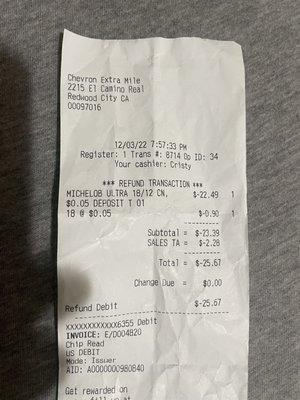 Chevron Extra Mile
2215 El Camino Real
Redwood City CA
00097016
12/03/22 7:57:33 PM
Register: 1 Trans #: 8714 Op ID: 34
Your cashier: Cristy
*** REFUND TRANSACTION ***
MICHELOB ULTRA 18/12 CN, $-22.49 1
$0.05 DEPOSIT T 01
18 @ $0.05 $-0.90 1
Subtotal = $-23.39
SALES TA = $-2.28
Total = $-25.67
Change Due = $0.00
Refund Debit $-25.67
XXXXXXXXXXXX6355 Debit
INVOICE: E/D004820
Chip Read
US DEBIT
Mode: Issuer
AID: A0000000980840
Get rewarded on